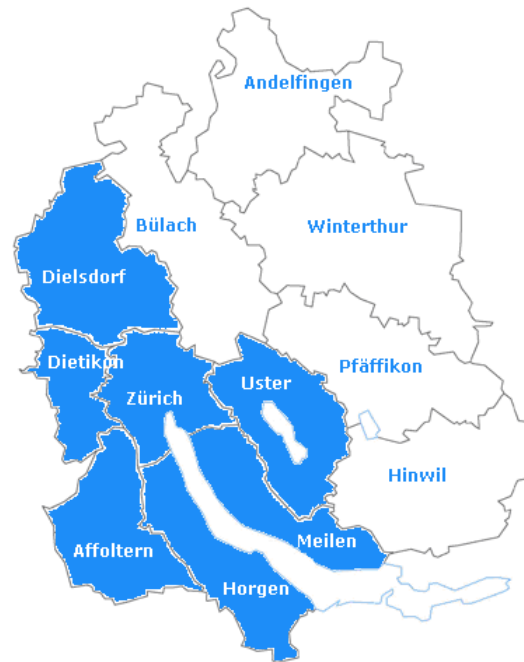 Andelfingen
Bülach
Winterthur
Dielsdorf
Dietikon
Zürich
Uster
Pfäffikon
Hinwil
Affoltern
Meilen
Horgen